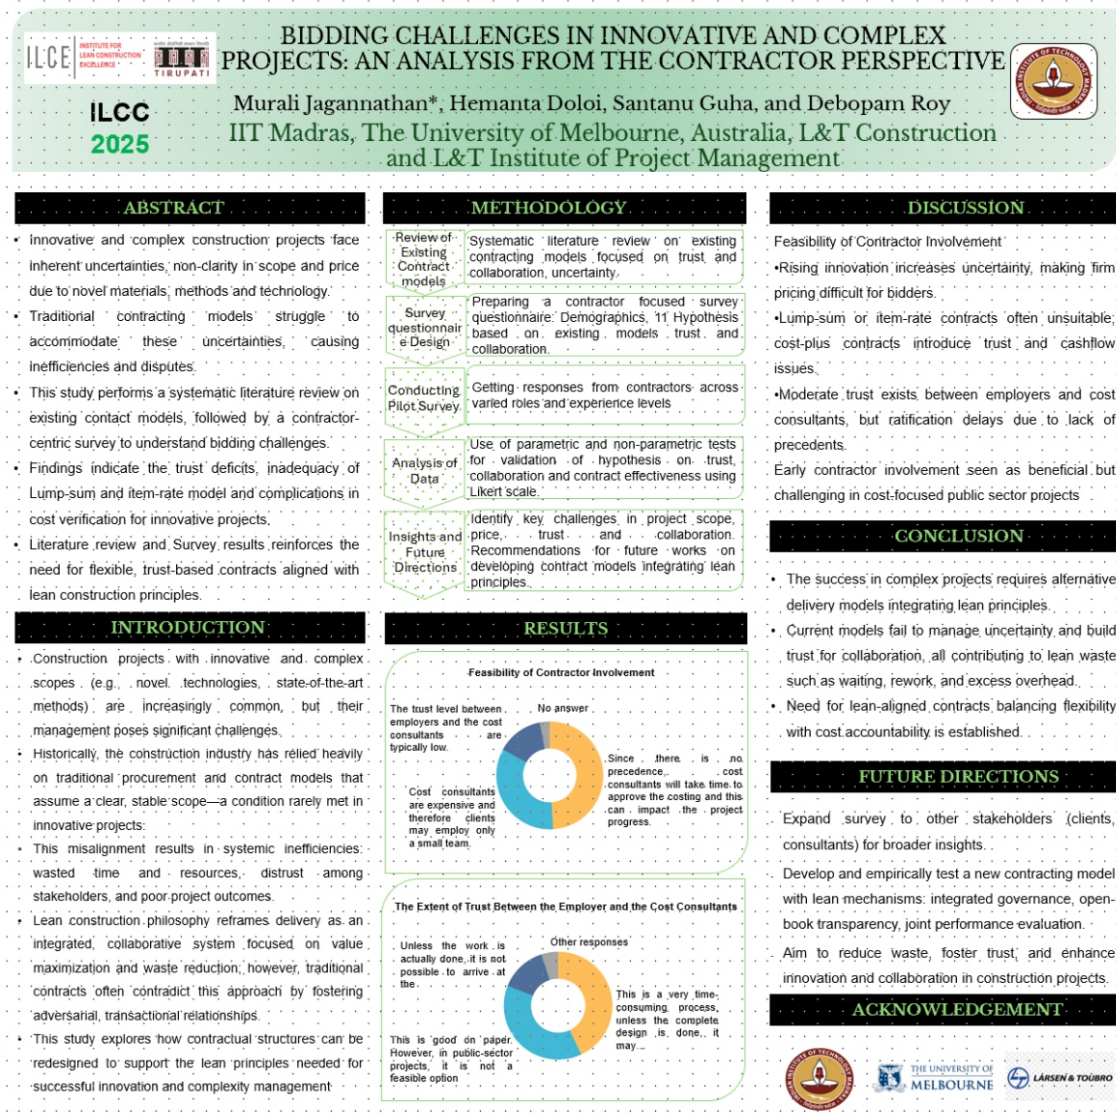 ILCE
INSTITUTE FOR
LEAN CONSTRUCTION
EXCELLENCE
TIRUPATI
ILCC
2025
BIDDING CHALLENGES IN INNOVATIVE AND COMPLEX
PROJECTS: AN ANALYSIS FROM THE CONTRACTOR PERSPECTIVE
Murali Jagannathan*, Hemanta Doloi, Santanu Guha, and Debopam Roy
IIT Madras, The University of Melbourne, Australia, L&T Construction
and L&T Institute of Project Management
ABSTRACT
• Innovative and complex construction projects face
inherent uncertainties, non-clarity in scope and price
due to novel materials, methods and technology.
• Traditional contracting models struggle to
accommodate these uncertainties, causing
inefficiencies and disputes.
• This study performs a systematic literature review on
existing contact models, followed by a contractor-
centric survey to understand bidding challenges.
• Findings indicate the trust deficits, inadequacy of
Lump-sum and item-rate model and complications in
cost verification for innovative projects,
• Literature review and Survey results reinforces the
need for flexible, trust-based contracts aligned with
lean construction principles.
INTRODUCTION
• Construction projects with innovative and complex
scopes (e.g., novel technologies, state-of-the-art
methods) are increasingly common, but their
management poses significant challenges.
• Historically, the construction industry has relied heavily
on traditional procurement and contract models that
assume a clear, stable scope—a condition rarely met in
innovative projects:
• This misalignment results in systemic inefficiencies:
wasted time and resources, distrust among
stakeholders, and poor project outcomes.
• Lean construction philosophy reframes delivery as an
integrated, collaborative system focused on value
maximization and waste reduction; however, traditional
contracts often contradict this approach by fostering
adversarial, transactional relationships.
• This study explores how contractual structures can be
redesigned to support the lean principles needed for
successful innovation and complexity management
METHODOLOGY
Review of
Existing
Contract
models
Systematic literature review on existing
contracting models focused on trust and
collaboration, uncertainty.
Survey
questionnair
e Design
Preparing a contractor focused survey
questionnaire: Demographics, 11 Hypothesis
based on existing models trust and
collaboration.
Conducting
Pilot Survey
Getting responses from contractors across
varied roles and experience levels
Analysis of
Data
Use of parametric and non-parametric tests
for validation of hypothesis on trust,
collaboration and contract effectiveness using
Likert scale.
Insights and
Future
Directions
Identify key challenges in project scope,
price, trust and collaboration.
Recommendations for future works on
developing contract models integrating lean
principles.
RESULTS
Feasibility of Contractor Involvement
No answer
The trust level between
employers and the cost
consultants are
typically low.
Since there is no
precedence, cost
consultants will take time to
approve the costing and this
can impact the project
progress.
Cost consultants
are expensive and
therefore clients
may employ only
a small team.
The Extent of Trust Between the Employer and the Cost Consultants
Other responses
Unless the work is
actually done, it is not
possible to arrive at
the
This is a very time-
consuming process,
unless the complete
design is done, it
may...
This is good on paper.
However, in public-sector
projects, it is not a
feasible option
DISCUSSION
Feasibility of Contractor Involvement
•Rising innovation increases uncertainty, making firm
pricing difficult for bidders.
•Lump-sum or item-rate contracts often unsuitable;
cost-plus contracts introduce trust and cashflow
issues.
•Moderate trust exists between employers and cost
consultants, but ratification delays due to lack of
precedents.
Early contractor involvement seen as beneficial but
challenging in cost-focused public sector projects
CONCLUSION
• The success in complex projects requires alternative
delivery models integrating lean principles.
• Current models fail to manage uncertainty and build
trust for collaboration, all contributing to lean waste
such as waiting, rework, and excess overhead.
• Need for lean-aligned contracts balancing flexibility
with cost accountability is established.
FUTURE DIRECTIONS
Expand survey to other stakeholders (clients,
consultants) for broader insights.
Develop and empirically test a new contracting model
with lean mechanisms: integrated governance, open-
book transparency, joint performance evaluation.
Aim to reduce waste, foster trust, and enhance
innovation and collaboration in construction projects.
ACKNOWLEDGEMENT
THE UNIVERSITY OF
MELBOURNE
LARSEN & TOUBRO